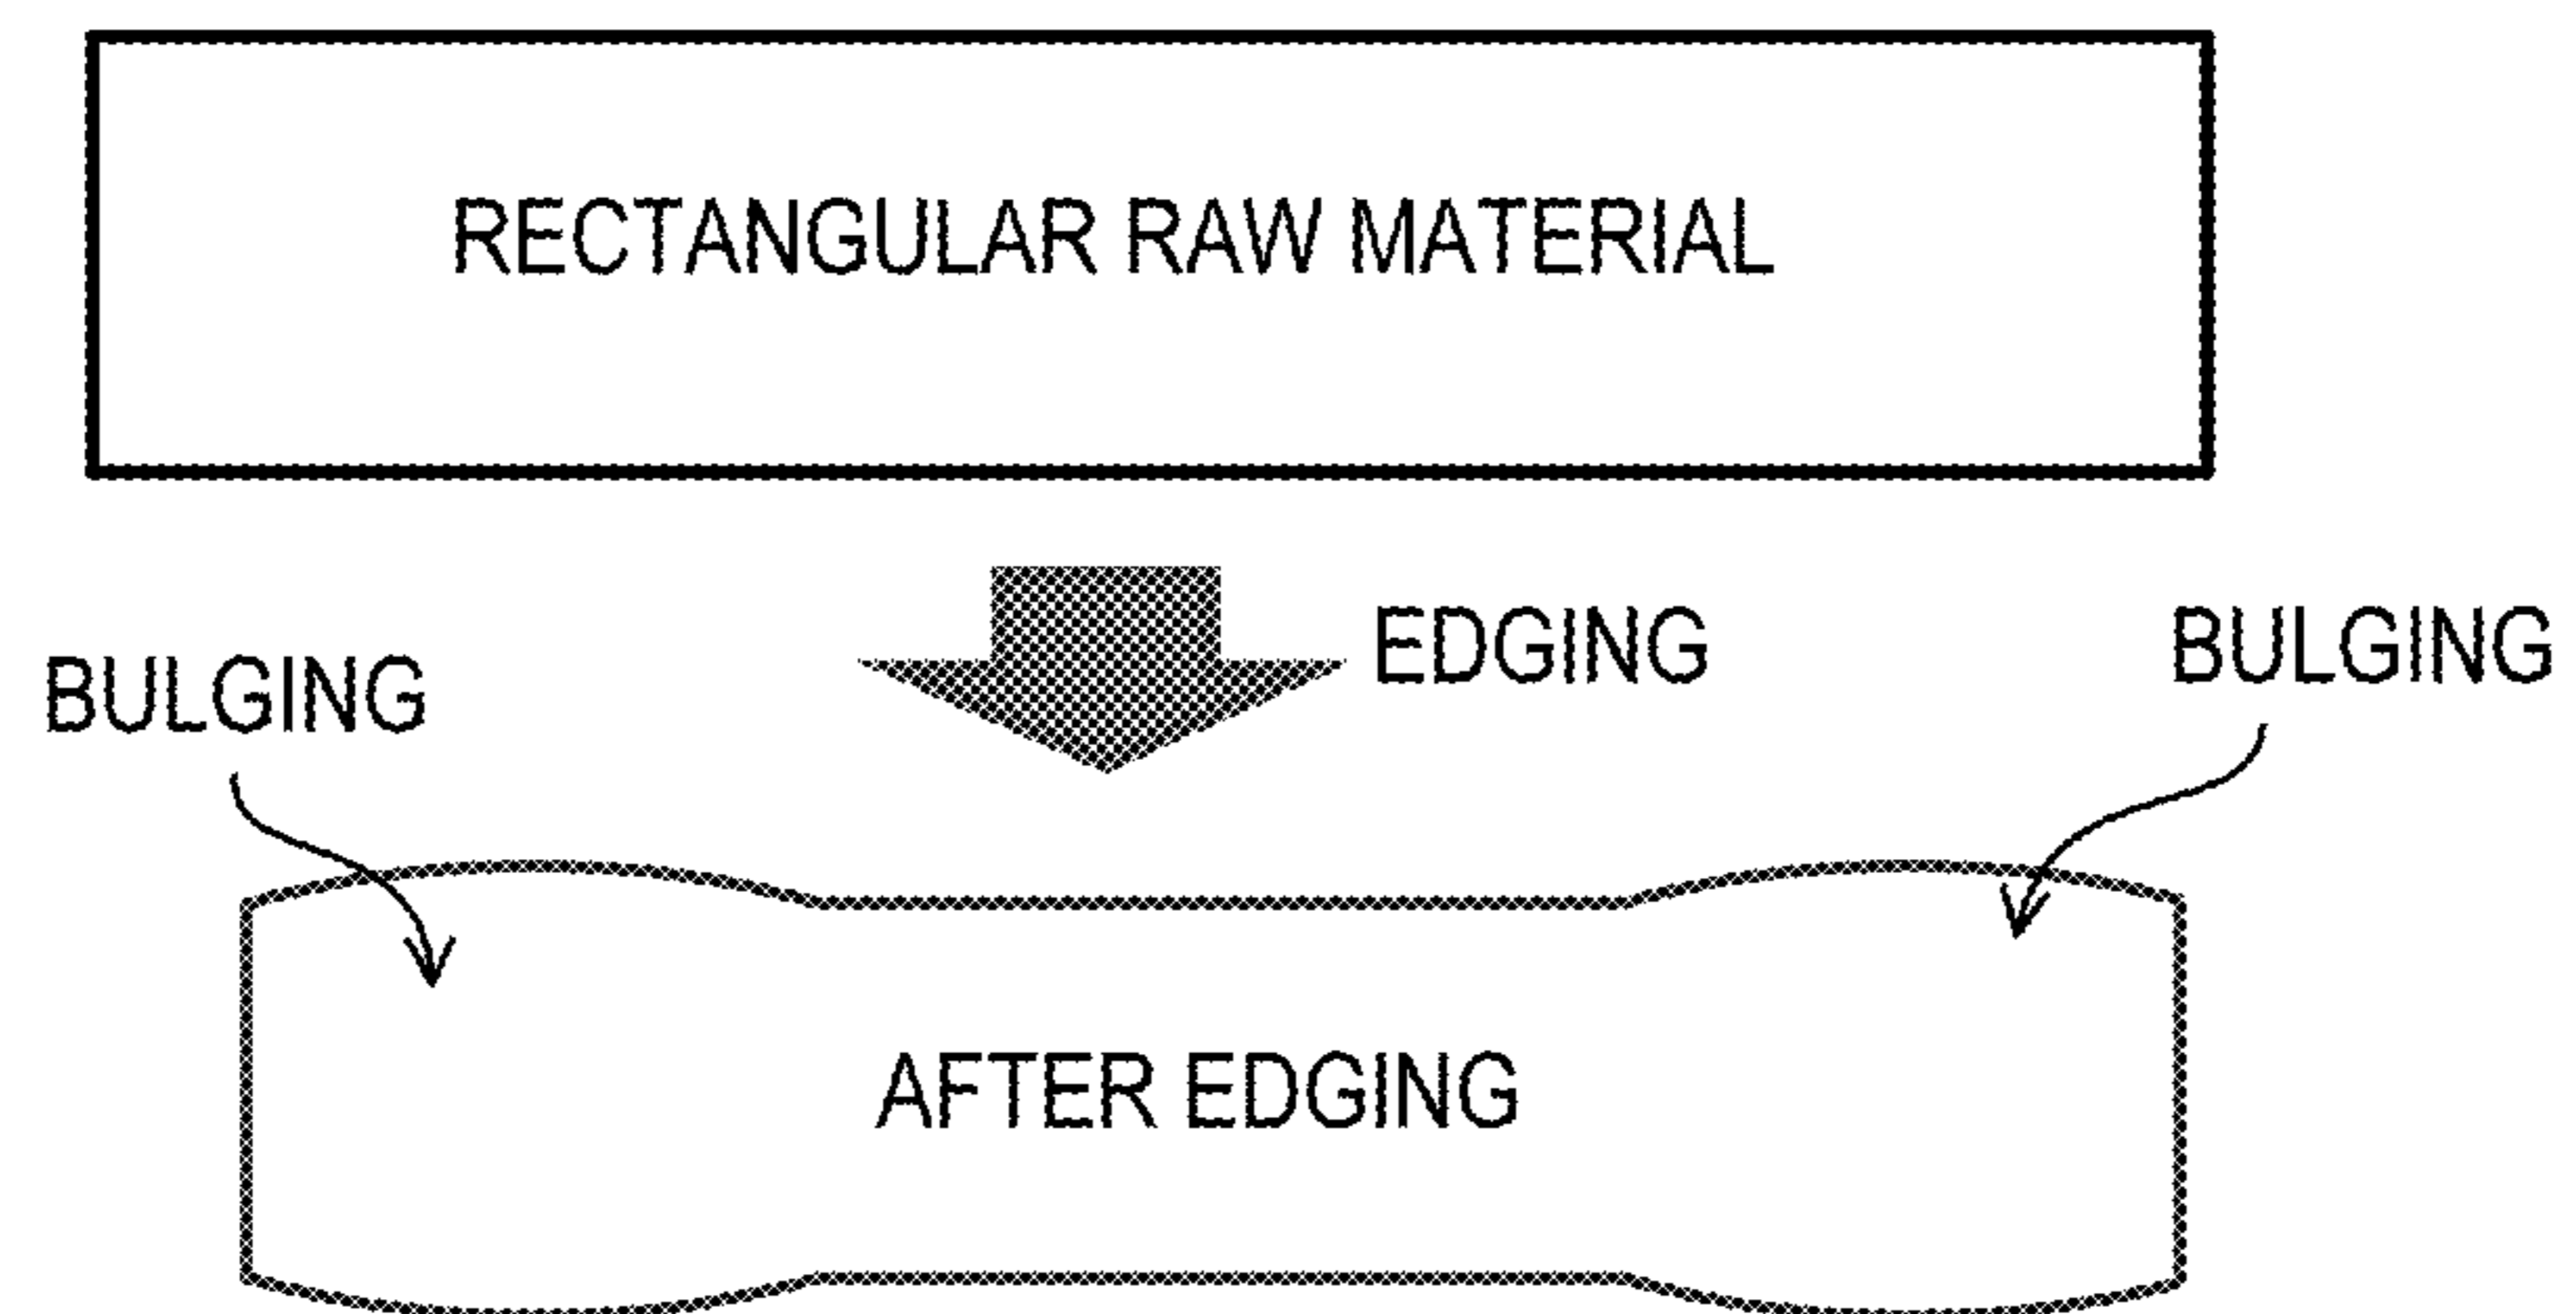 RECTANGULAR RAW MATERIAL
EDGING
BULGING
BULGING
AFTER EDGING